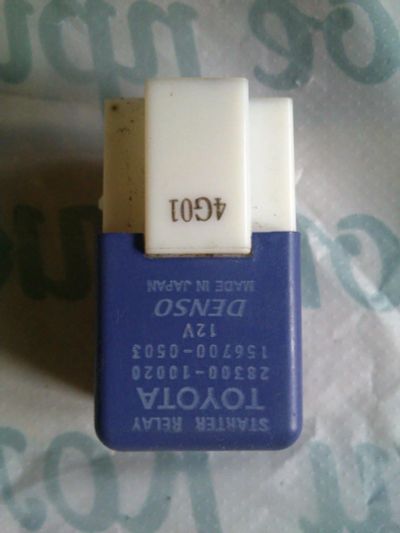 STARTER RELAY
TOYOTA
28300-10020
156700-0503
12V
DENSO
MADE IN JAPAN
4G01